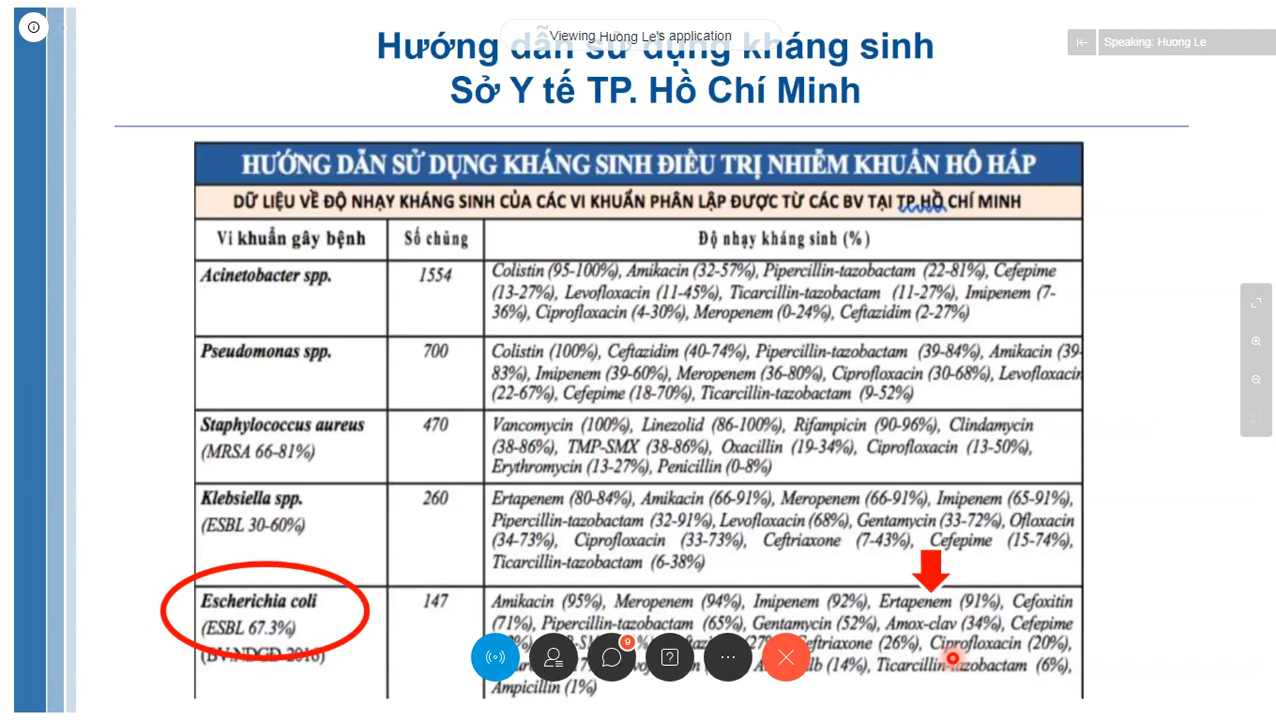 Viewing Huong Le's application
Speaking: Huong Le
Hướng dẫn sử dụng kháng sinh
Sở Y tế TP. Hồ Chí Minh
HƯỚNG DẪN SỬ DỤNG KHÁNG SINH ĐIỀU TRỊ NHIỄM KHUẨN HÔ HẤP
DỮ LIỆU VỀ ĐỘ NHẠY KHÁNG SINH CỦA CÁC VI KHUẨN PHÂN LẬP ĐƯỢC TỪ CÁC BV TẠI TP.HỒ CHÍ MINH
Vi khuẩn gây bệnh Số chủng Độ nhạy kháng sinh (%)
Acinetobacter spp. 1554 Colistin (95-100%), Amikacin (32-57%), Pipercillin-tazobactam (22-81%), Cefepime
(13-27%), Levofloxacin (11-45%), Ticarcillin-tazobactam (11-27%), Imipenem (7-
36%), Ciprofloxacin (4-30%), Meropenem (0-24%), Ceftazidim (2-27%)
Pseudomonas spp. 700 Colistin (100%), Ceftazidim (40-74%), Pipercillin-tazobactam (39-84%), Amikacin (39-
83%), Imipenem (39-60%), Meropenem (36-80%), Ciprofloxacin (30-68%), Levofloxacin
(22-67%), Cefepime (18-70%), Ticarcillin-tazobactam (9-52%)
Staphylococcus aureus 470 Vancomycin (100%), Linezolid (86-100%), Rifampicin (90-96%), Clindamycin
(MRSA 66-81%) (38-86%), TMP-SMX (38-86%), Oxacillin (19-34%), Ciprofloxacin (13-50%),
Erythromycin (13-27%), Penicillin (0-8%)
Klebsiella spp. 260 Ertapenem (80-84%), Amikacin (66-91%), Meropenem (66-91%), Imipenem (65-91%),
(ESBL 30-60%) Pipercillin-tazobactam (32-91%), Levofloxacin (68%), Gentamycin (33-72%), Ofloxacin
(34-73%), Ciprofloxacin (33-73%), Ceftriaxone (7-43%), Cefepime (15-74%),
Ticarcillin-tazobactam (6-38%)
Escherichia coli 147 Amikacin (95%), Meropenem (94%), Imipenem (92%), Ertapenem (91%), Cefoxitin
(ESBL 67.3%) (71%), Pipercillin-tazobactam (65%), Gentamycin (52%), Amox-clav (34%), Cefepime
(BV.NDGD 2016) (26%), Ciprofloxacin (20%),
(14%), Ticarcillin-tazobactam (6%),
Ampicillin (1%)
9